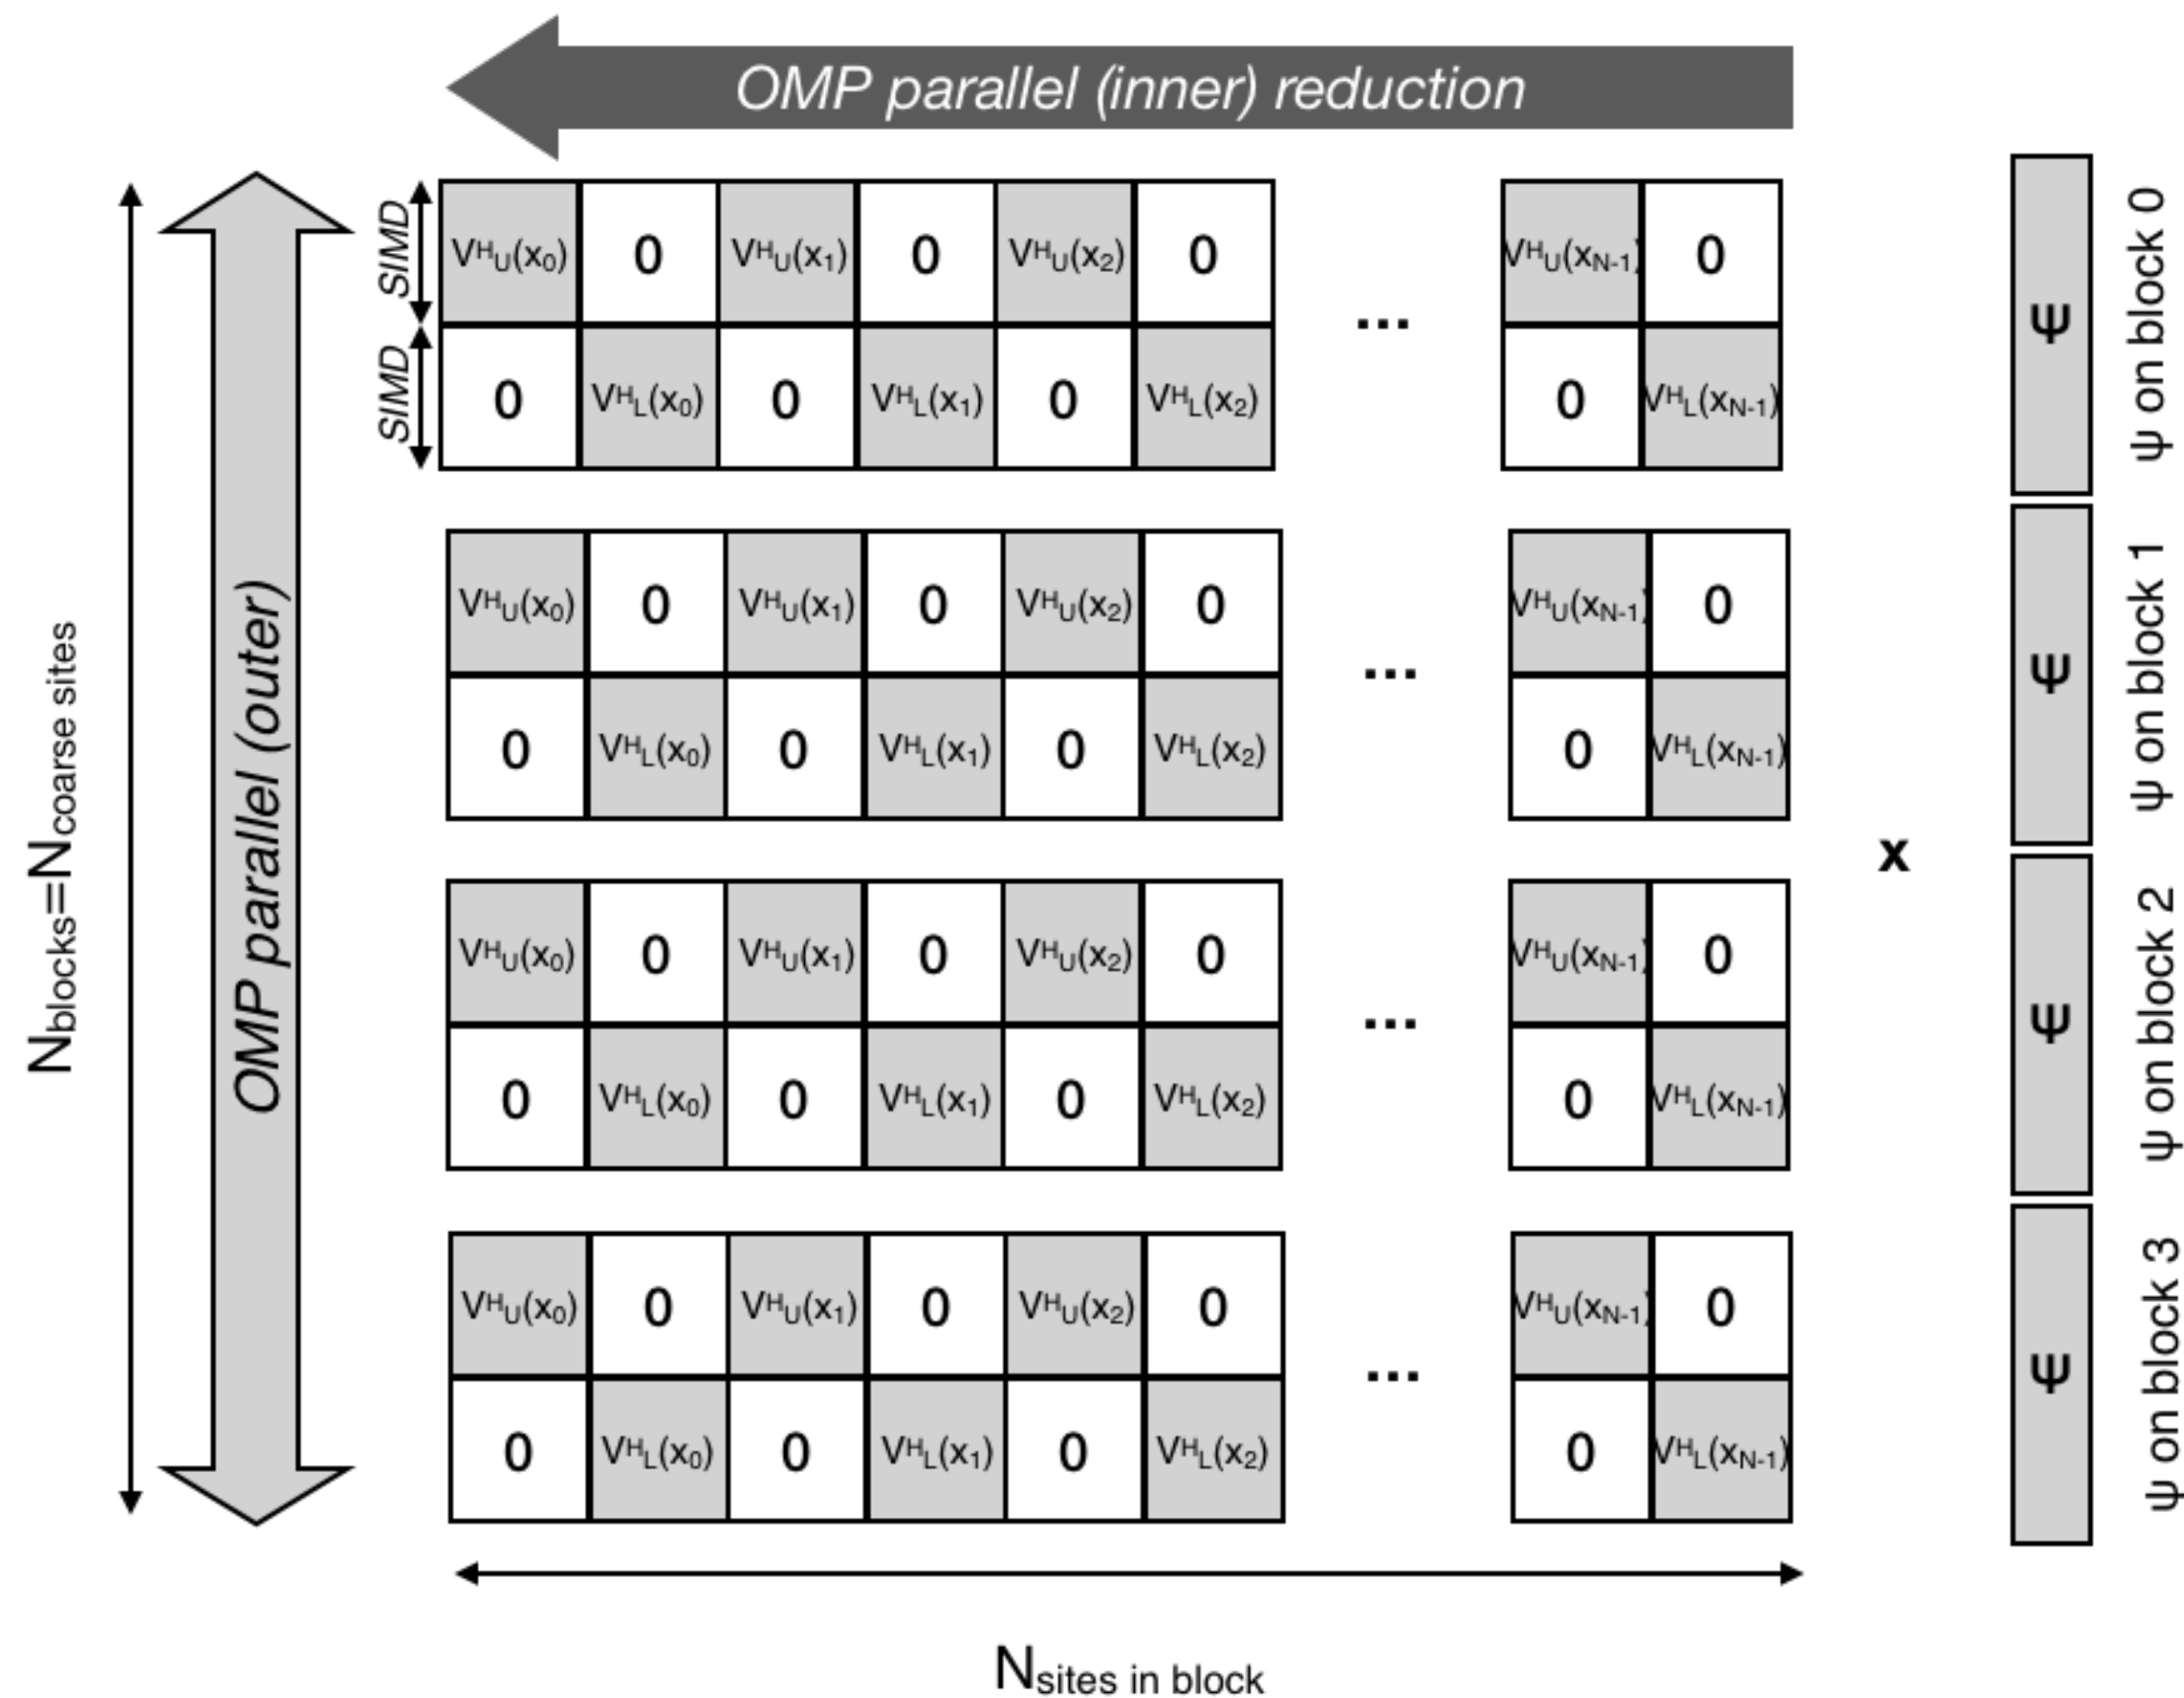 OMP parallel (inner) reduction
SIMD
VᴴU(x₀) 0 VᴴU(x₁) 0 VᴴU(x₂) 0 ... VᴴU(xN-1) 0
SIMD
0 VᴴL(x₀) 0 VᴴL(x₁) 0 VᴴL(x₂) 0 VᴴL(xN-1)
ψ
ψ on block 0
VᴴU(x₀) 0 VᴴU(x₁) 0 VᴴU(x₂) 0 ... VᴴU(xN-1) 0
0 VᴴL(x₀) 0 VᴴL(x₁) 0 VᴴL(x₂) 0 VᴴL(xN-1)
ψ
ψ on block 1
x
VᴴU(x₀) 0 VᴴU(x₁) 0 VᴴU(x₂) 0 ... VᴴU(xN-1) 0
0 VᴴL(x₀) 0 VᴴL(x₁) 0 VᴴL(x₂) 0 VᴴL(xN-1)
ψ
ψ on block 2
VᴴU(x₀) 0 VᴴU(x₁) 0 VᴴU(x₂) 0 ... VᴴU(xN-1) 0
0 VᴴL(x₀) 0 VᴴL(x₁) 0 VᴴL(x₂) 0 VᴴL(xN-1)
ψ
ψ on block 3
Nblocks=Ncoarse sites
OMP parallel (outer)
Nsites in block